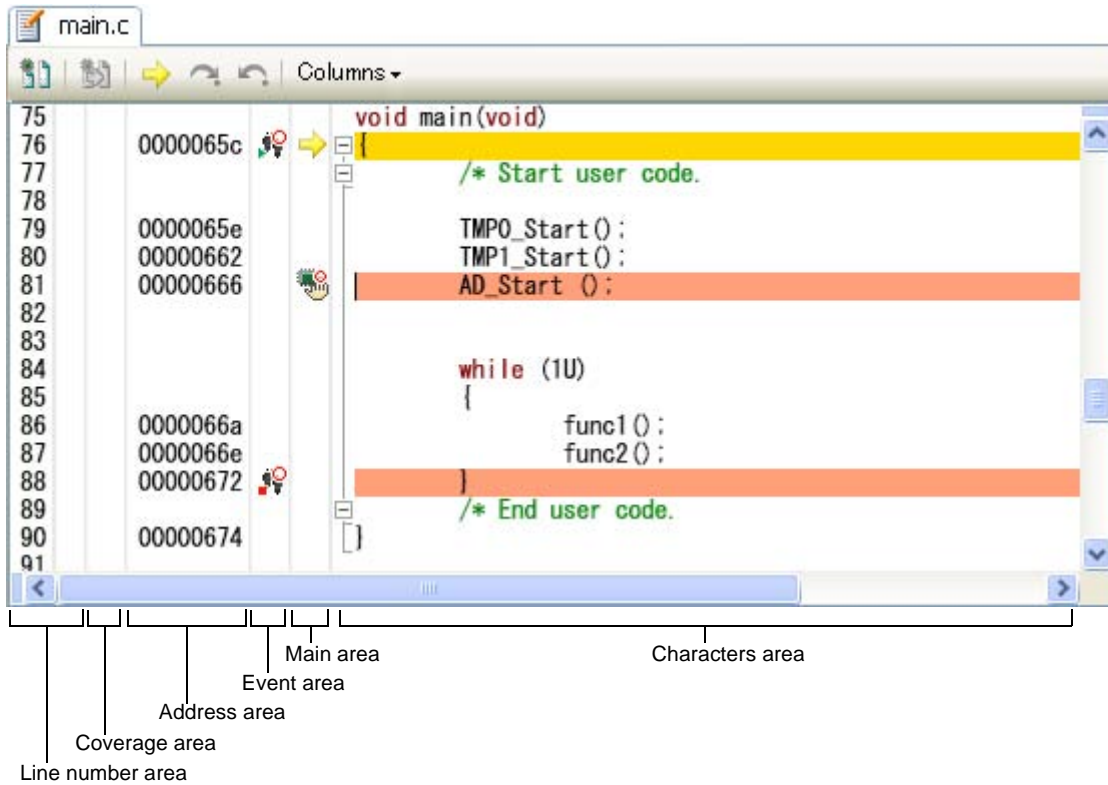 main.c
Columns
75 void main(void)
76 0000065c {
77 /* Start user code.
78
79 0000065e TMP0_Start();
80 00000662 TMP1_Start();
81 00000666 AD_Start ();
82
83
84 while (1U)
85 {
86 0000066a func1();
87 0000066e func2();
88 00000672 }
89 /* End user code.
90 00000674 }
91
Main area
Characters area
Event area
Address area
Coverage area
Line number area